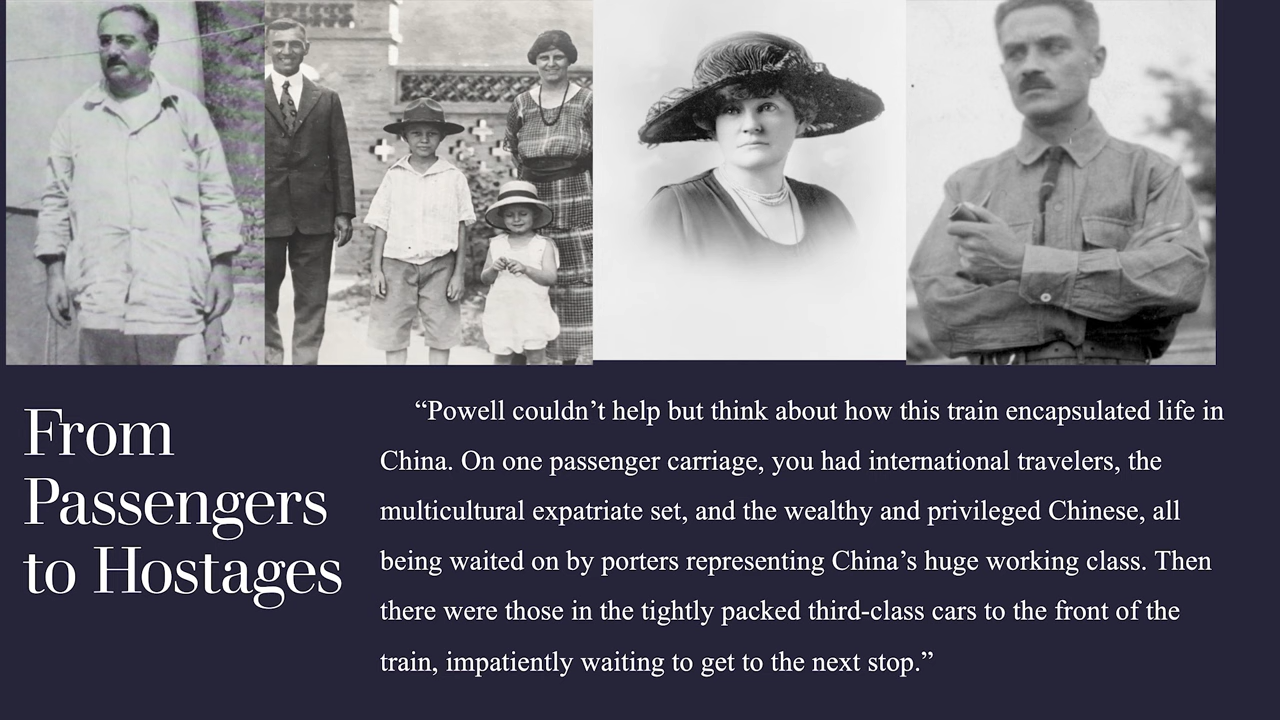 From
Passengers
to Hostages
“Powell couldn’t help but think about how this train encapsulated life in
China. On one passenger carriage, you had international travelers, the
multicultural expatriate set, and the wealthy and privileged Chinese, all
being waited on by porters representing China’s huge working class. Then
there were those in the tightly packed third-class cars to the front of the
train, impatiently waiting to get to the next stop.”